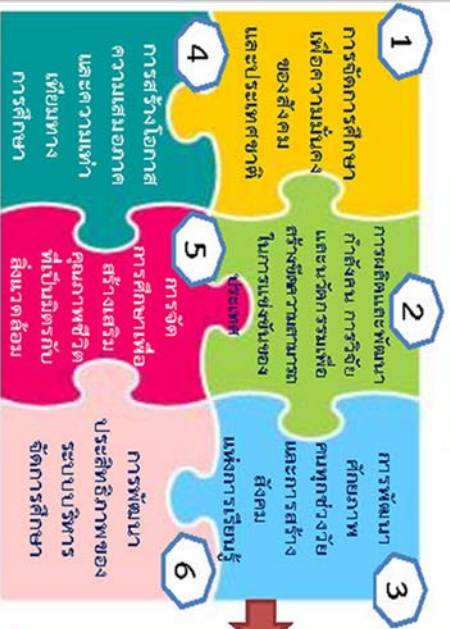 1
การจัดการศึกษา
เพื่อความมั่นคง
ของสังคม
และประเทศชาติ
2
การผลิตและพัฒนา
กำลังคน การวิจัย
และนวัตกรรมเพื่อ
สร้างขีดความสามารถ
ในการแข่งขันของ
ประเทศ
3
การพัฒนา
ศักยภาพ
คนทุกช่วงวัย
และการสร้าง
สังคม
แห่งการเรียนรู้
4
การสร้างโอกาส
ความเสมอภาค
และความเท่า
เทียมทาง
การศึกษา
5
การจัด
การศึกษาเพื่อ
สร้างเสริม
คุณภาพชีวิต
ที่เป็นมิตรกับ
สิ่งแวดล้อม
6
การพัฒนา
ประสิทธิภาพของ
ระบบบริหาร
จัดการศึกษา